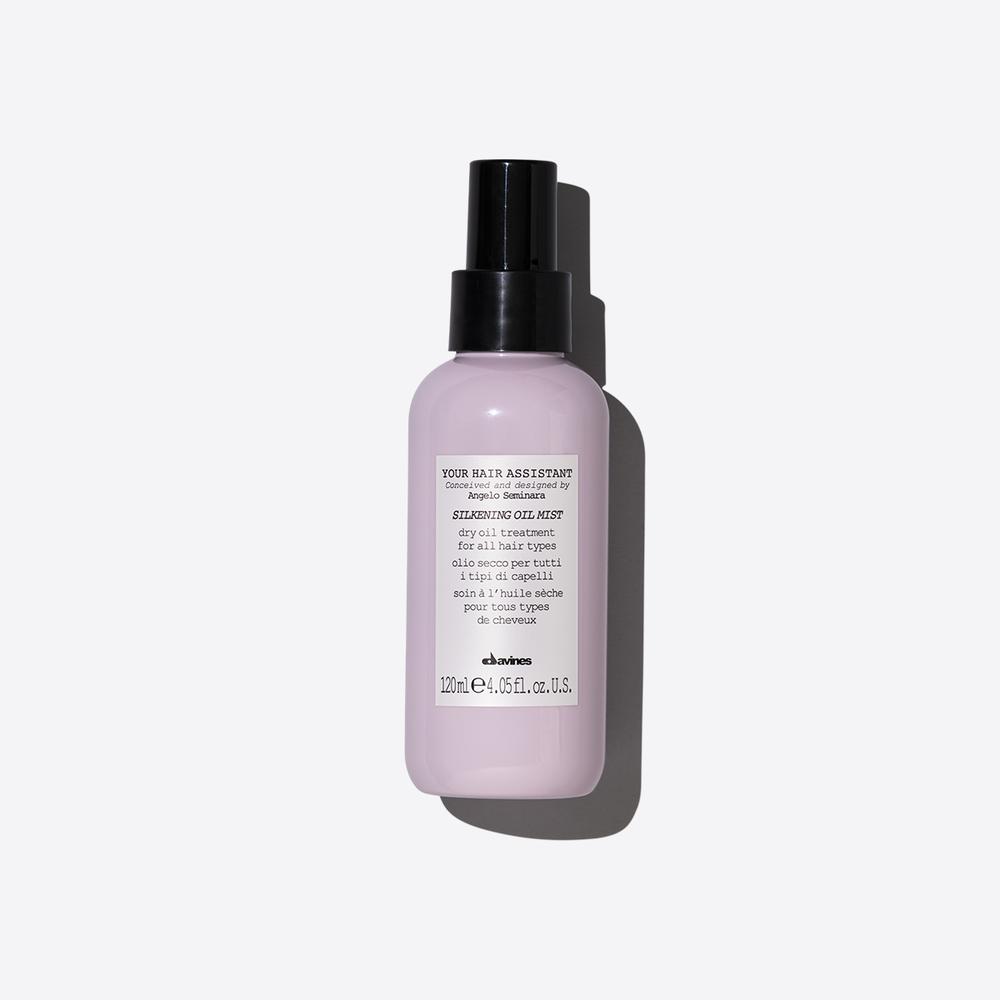 YOUR HAIR ASSISTANT
Conceived and designed by
Angelo Seminara
SILKENING OIL MIST
dry oil treatment
for all hair types
olio secco per tutti
i tipi di capelli
soin à l'huile sèche
pour tous types
de cheveux
davines
120ml℮4.05fl.oz.U.S.